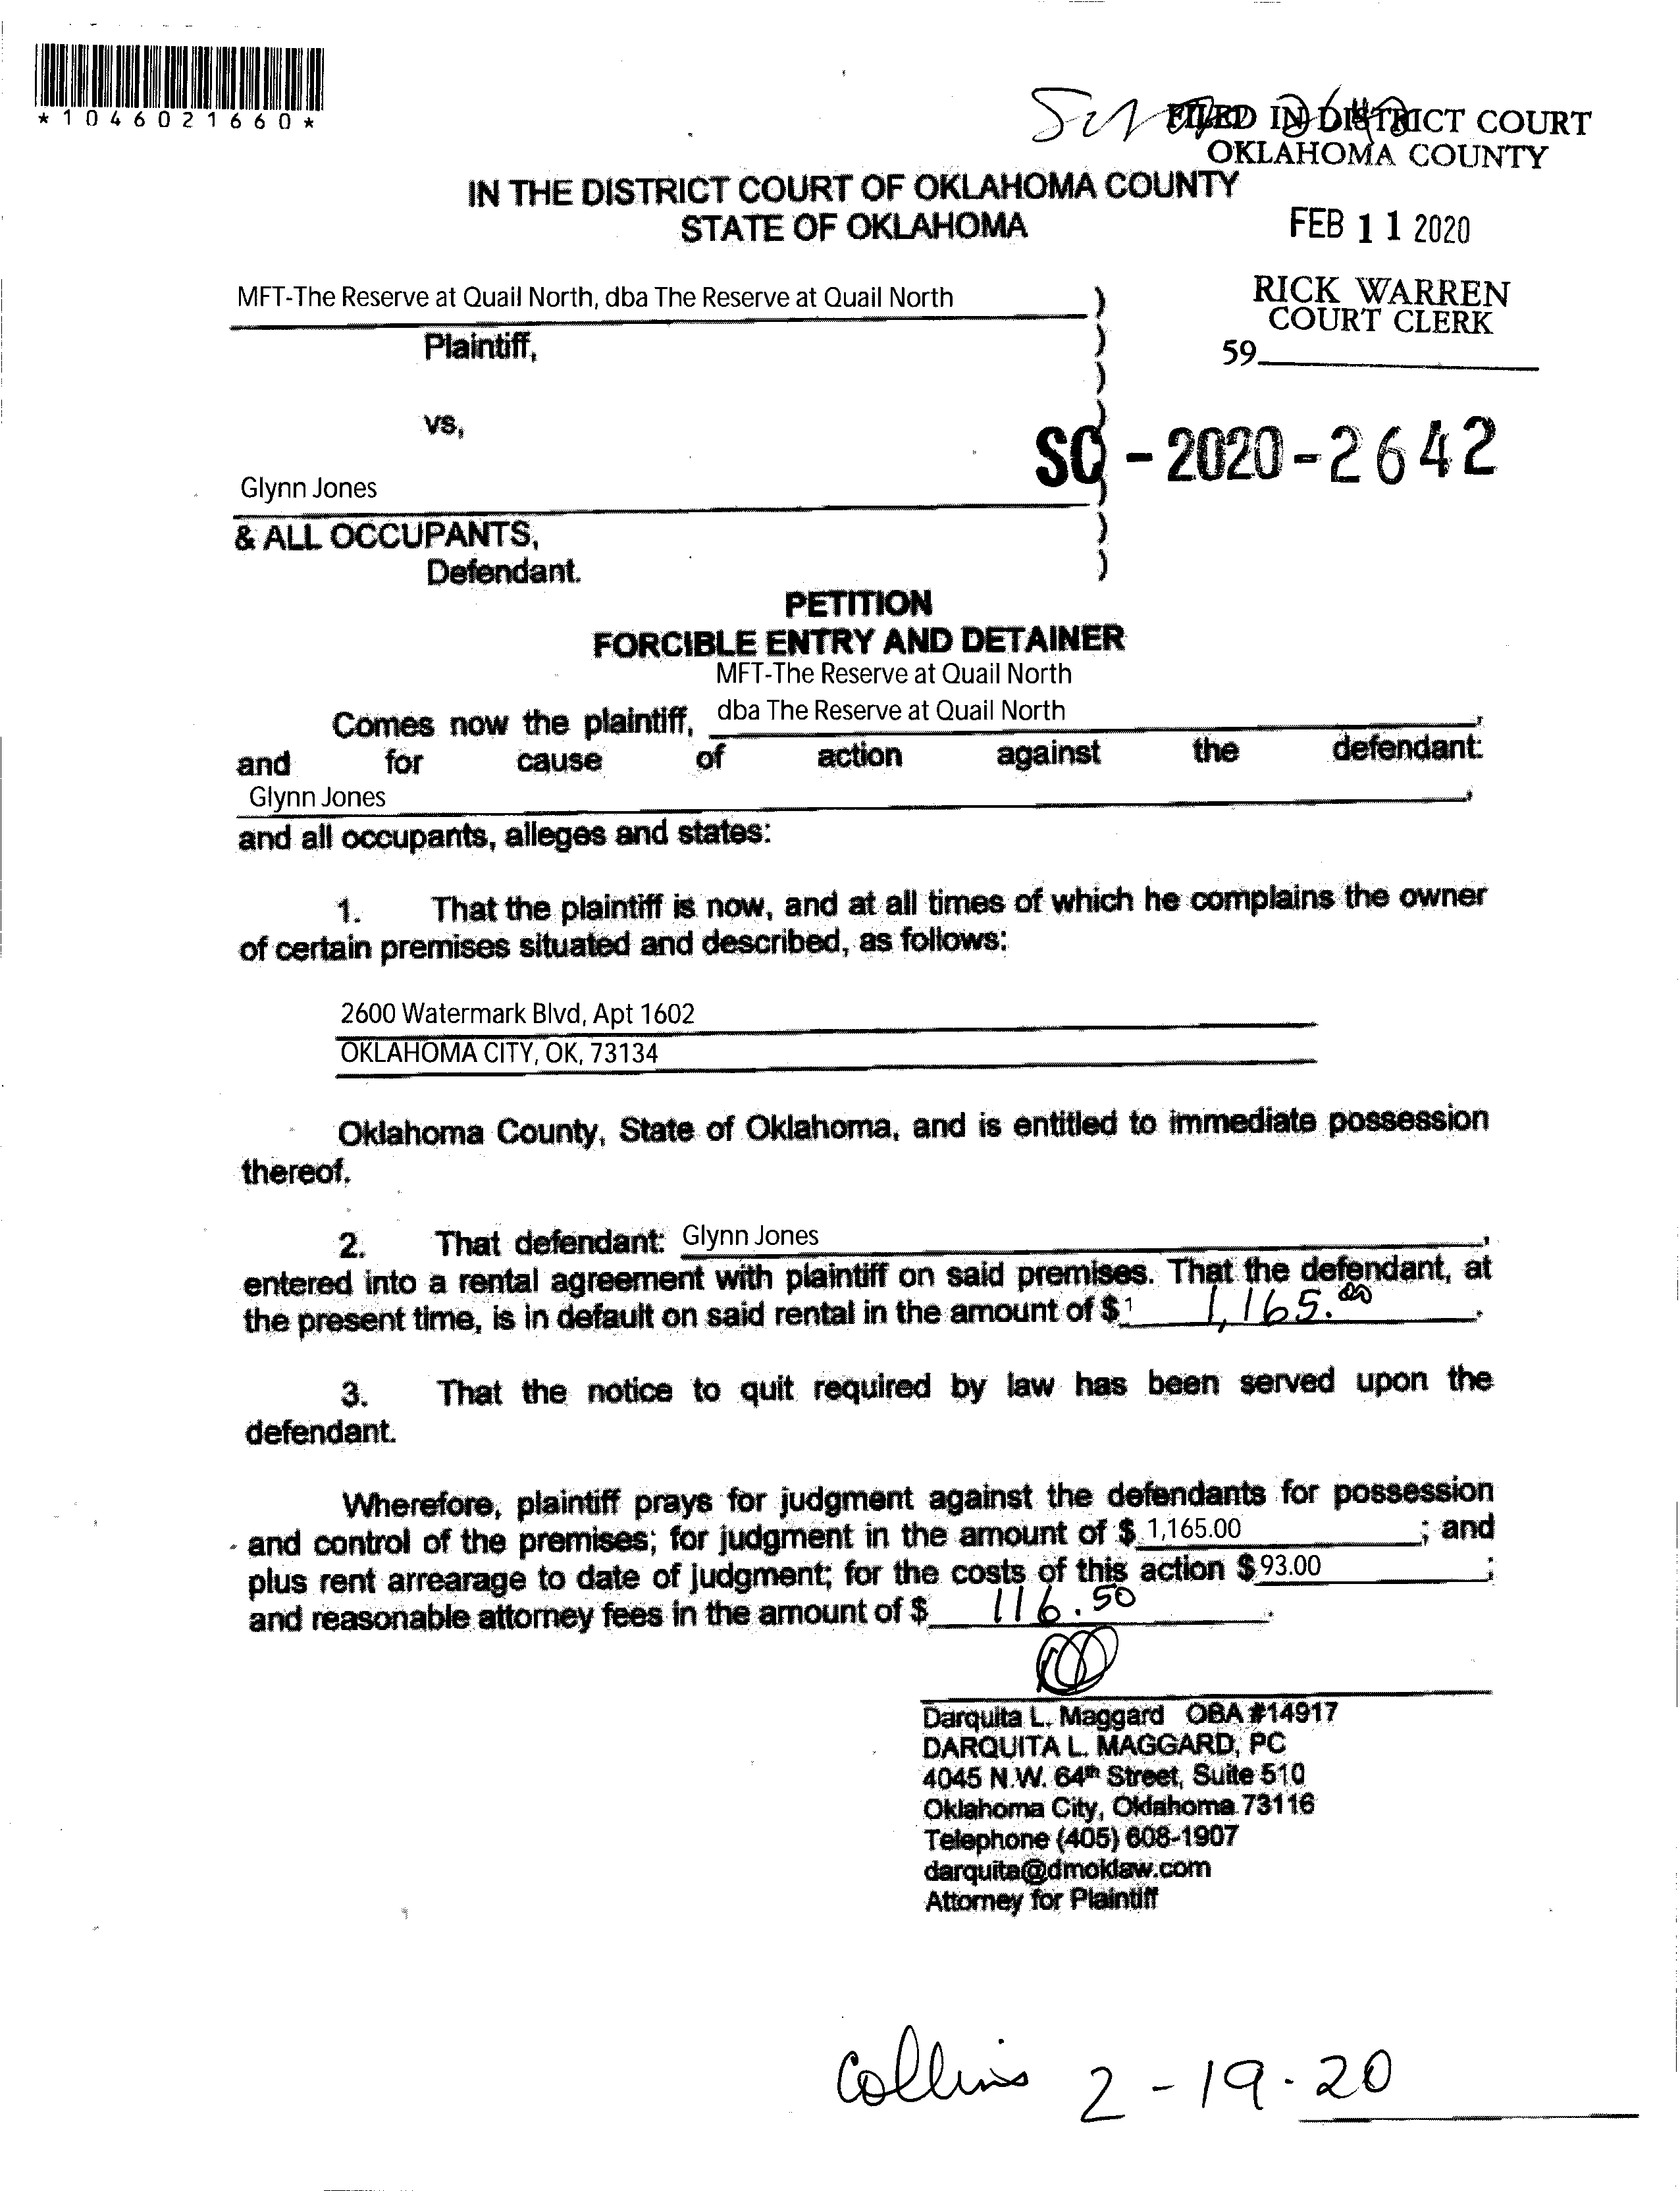 *1046021660*
FILED IN DISTRICT COURT
OKLAHOMA COUNTY
IN THE DISTRICT COURT OF OKLAHOMA COUNTY
STATE OF OKLAHOMA
FEB 11 2020
MFT-The Reserve at Quail North, dba The Reserve at Quail North )
RICK WARREN
COURT CLERK
Plaintiff, )
59
)
vs, )
SC-2020-2642
Glynn Jones )
& ALL OCCUPANTS, )
Defendant. )
PETITION
FORCIBLE ENTRY AND DETAINER
MFT-The Reserve at Quail North
Comes now the plaintiff, dba The Reserve at Quail North,
and for cause of action against the defendant:
Glynn Jones,
and all occupants, alleges and states:
1. That the plaintiff is now, and at all times of which he complains the owner
of certain premises situated and described, as follows:
2600 Watermark Blvd, Apt 1602
OKLAHOMA CITY, OK, 73134
Oklahoma County, State of Oklahoma, and is entitled to immediate possession
thereof.
2. That defendant: Glynn Jones,
entered into a rental agreement with plaintiff on said premises. That the defendant, at
the present time, is in default on said rental in the amount of $1 1,165.00.
3. That the notice to quit required by law has been served upon the
defendant.
Wherefore, plaintiff prays for judgment against the defendants for possession
and control of the premises; for judgment in the amount of $ 1,165.00; and
plus rent arrearage to date of judgment; for the costs of this action $ 93.00;
and reasonable attorney fees in the amount of $ 116.50.
Darquita L. Maggard OBA #14917
DARQUITA L. MAGGARD, PC
4045 N.W. 64th Street, Suite 510
Oklahoma City, Oklahoma 73116
Telephone (405) 608-1907
darquita@dmoklaw.com
Attorney for Plaintiff
Collins 2-19-20